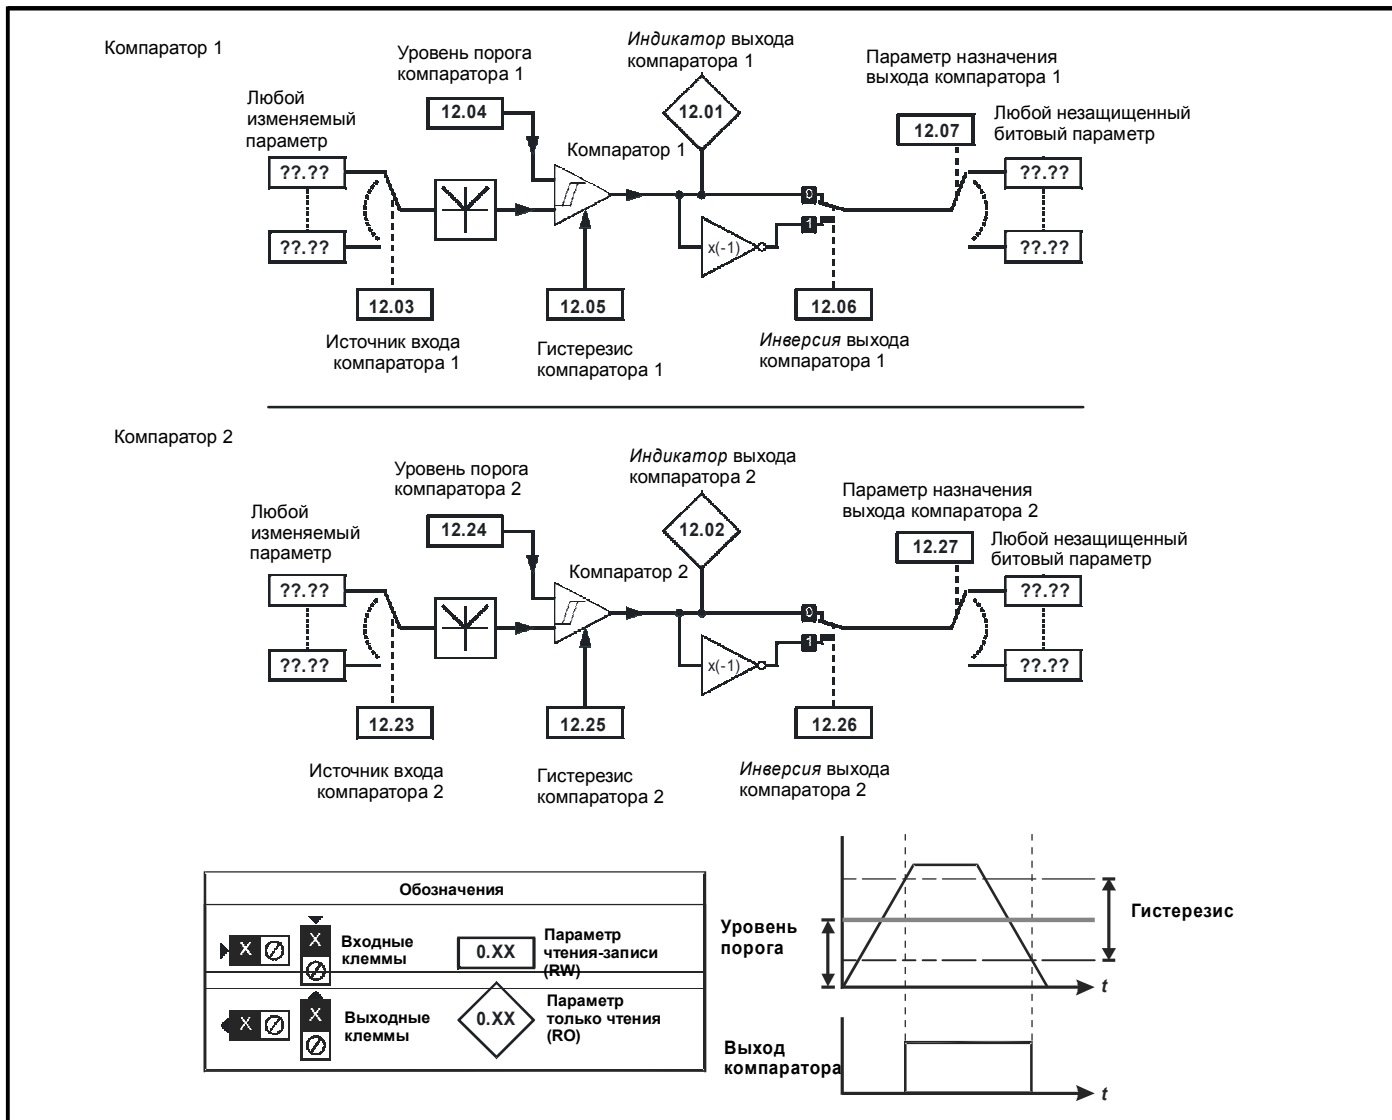 Компаратор 1
Уровень порога
компаратора 1
Индикатор выхода
компаратора 1
Параметр назначения
выхода компаратора 1
Любой
изменяемый
параметр
12.04
12.01
12.07
Любой незащищенный
битовый параметр
Компаратор 1
??.??
??.??
0
1
x(-1)
??.??
??.??
12.03
12.05
12.06
Источник входа
компаратора 1
Гистерезис
компаратора 1
Инверсия выхода
компаратора 1
Компаратор 2
Уровень порога
компаратора 2
Индикатор выхода
компаратора 2
Параметр назначения
выхода компаратора 2
Любой
изменяемый
параметр
12.24
12.02
12.27
Любой незащищенный
битовый параметр
Компаратор 2
??.??
??.??
0
1
x(-1)
??.??
??.??
12.23
12.25
12.26
Источник входа
компаратора 2
Гистерезис
компаратора 2
Инверсия выхода
компаратора 2
Обозначения
X
X
Входные
клеммы
0.XX
Параметр
чтения-записи
(RW)
X
X
Выходные
клеммы
0.XX
Параметр
только чтения
(RO)
Уровень
порога
Гистерезис
t
Выход
компаратора
t